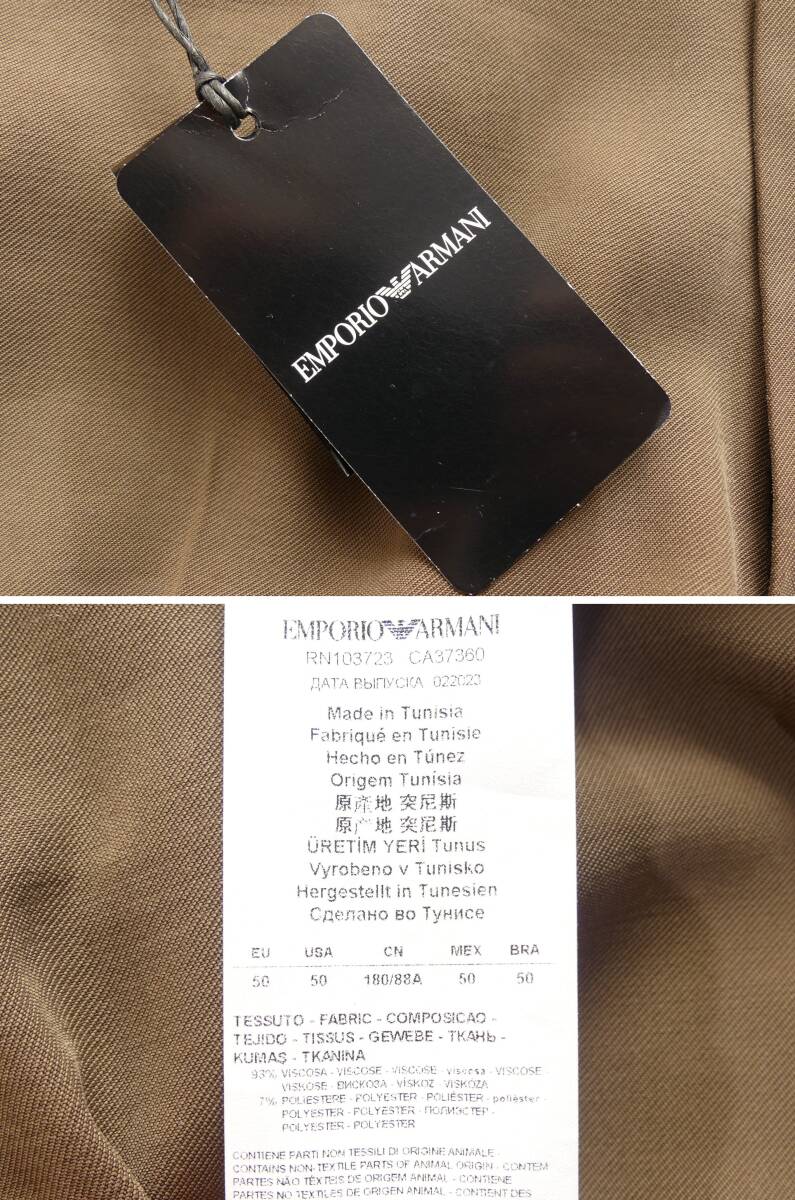 EMPORIO ARMANI
EMPORIO ARMANI
RN103723 CA37360
ДАТА ВЫПУСКА 022023
Made in Tunisia
Fabriqué en Tunisie
Hecho en Túnez
Origem Tunísia
原產地 突尼斯
原产地 突尼斯
ÜRETİM YERİ Tunus
Vyrobeno v Tunisko
Hergestellt in Tunesien
Сделано во Тунисе
EU USA CN MEX BRA
50 50 180/88A 50 50
TESSUTO - FABRIC - COMPOSICAO -
TEJIDO - TISSUS - GEWEBE - ТКАНЬ -
KUMAŞ - TKANINA
93% VISCOSA - VISCOSE - VISCOSE - viscosa - VISCOSE -
VISKOSE - ВИСКОЗА - VİSKOZ - VISKÓZA
7% POLIESTERE - POLYESTER - POLIÉSTER - poliéster -
POLYESTER - POLYESTER - ПОЛИЭСТЕР -
POLYESTER - POLYESTER
CONTIENE PARTI NON TESSILI DI ORIGINE ANIMALE -
CONTAINS NON-TEXTILE PARTS OF ANIMAL ORIGIN - CONTEM
PARTES NÃO TÊXTEIS DE ORIGEM ANIMAL - CONTIENE
PARTES NO TEXTILES DE ORIGEN ANIMAL - CONTIENT DES